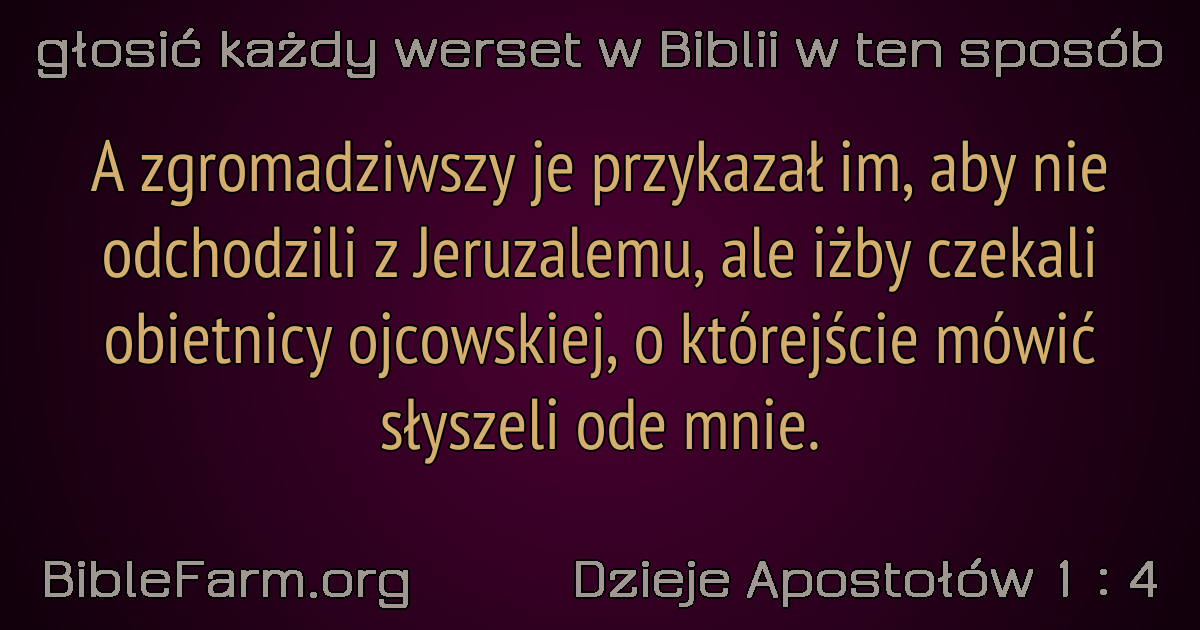 głosić każdy werset w Biblii w ten sposób
A zgromadziwszy je przykazał im, aby nie
odchodzili z Jeruzalemu, ale iżby czekali
obietnicy ojcowskiej, o którejście mówić
słyszeli ode mnie.
BibleFarm.org
Dzieje Apostołów 1 : 4